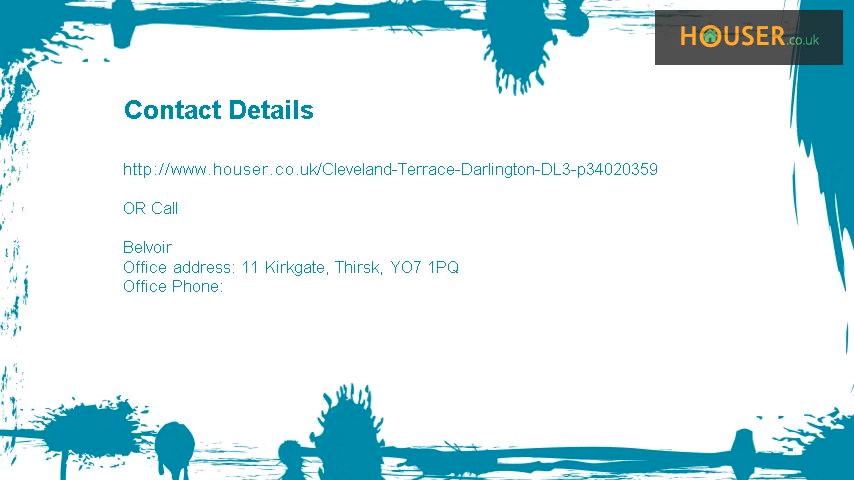 HOUSER.co.uk
Contact Details
http://www.houser.co.uk/Cleveland-Terrace-Darlington-DL3-p34020359
OR Call
Belvoir
Office address: 11 Kirkgate, Thirsk, YO7 1PQ
Office Phone: